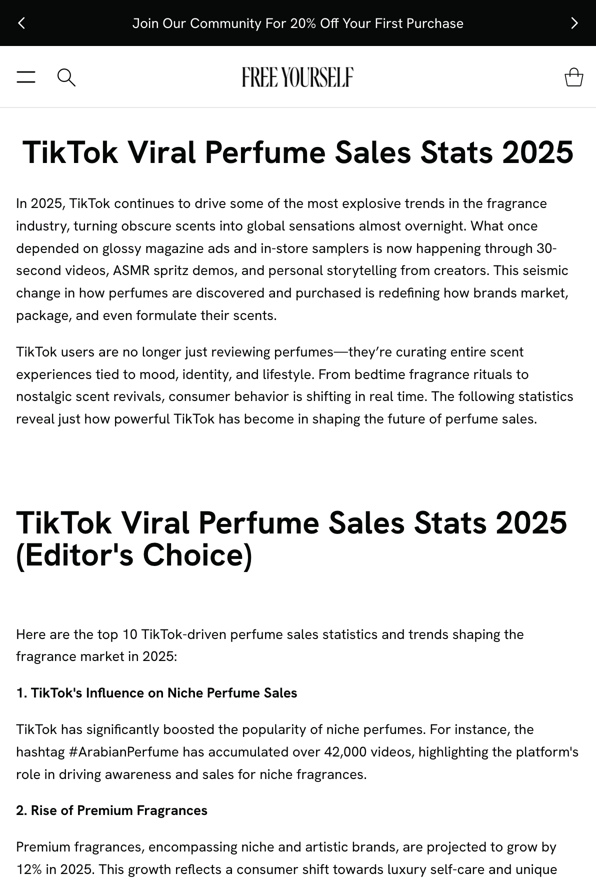 Join Our Community For 20% Off Your First Purchase
FREE YOURSELF
TikTok Viral Perfume Sales Stats 2025
In 2025, TikTok continues to drive some of the most explosive trends in the fragrance
industry, turning obscure scents into global sensations almost overnight. What once
depended on glossy magazine ads and in-store samplers is now happening through 30-
second videos, ASMR spritz demos, and personal storytelling from creators. This seismic
change in how perfumes are discovered and purchased is redefining how brands market,
package, and even formulate their scents.
TikTok users are no longer just reviewing perfumes—they’re curating entire scent
experiences tied to mood, identity, and lifestyle. From bedtime fragrance rituals to
nostalgic scent revivals, consumer behavior is shifting in real time. The following statistics
reveal just how powerful TikTok has become in shaping the future of perfume sales.
TikTok Viral Perfume Sales Stats 2025
(Editor's Choice)
Here are the top 10 TikTok-driven perfume sales statistics and trends shaping the
fragrance market in 2025:
1. TikTok's Influence on Niche Perfume Sales
TikTok has significantly boosted the popularity of niche perfumes. For instance, the
hashtag #ArabianPerfume has accumulated over 42,000 videos, highlighting the platform's
role in driving awareness and sales for niche fragrances.
2. Rise of Premium Fragrances
Premium fragrances, encompassing niche and artistic brands, are projected to grow by
12% in 2025. This growth reflects a consumer shift towards luxury self-care and unique